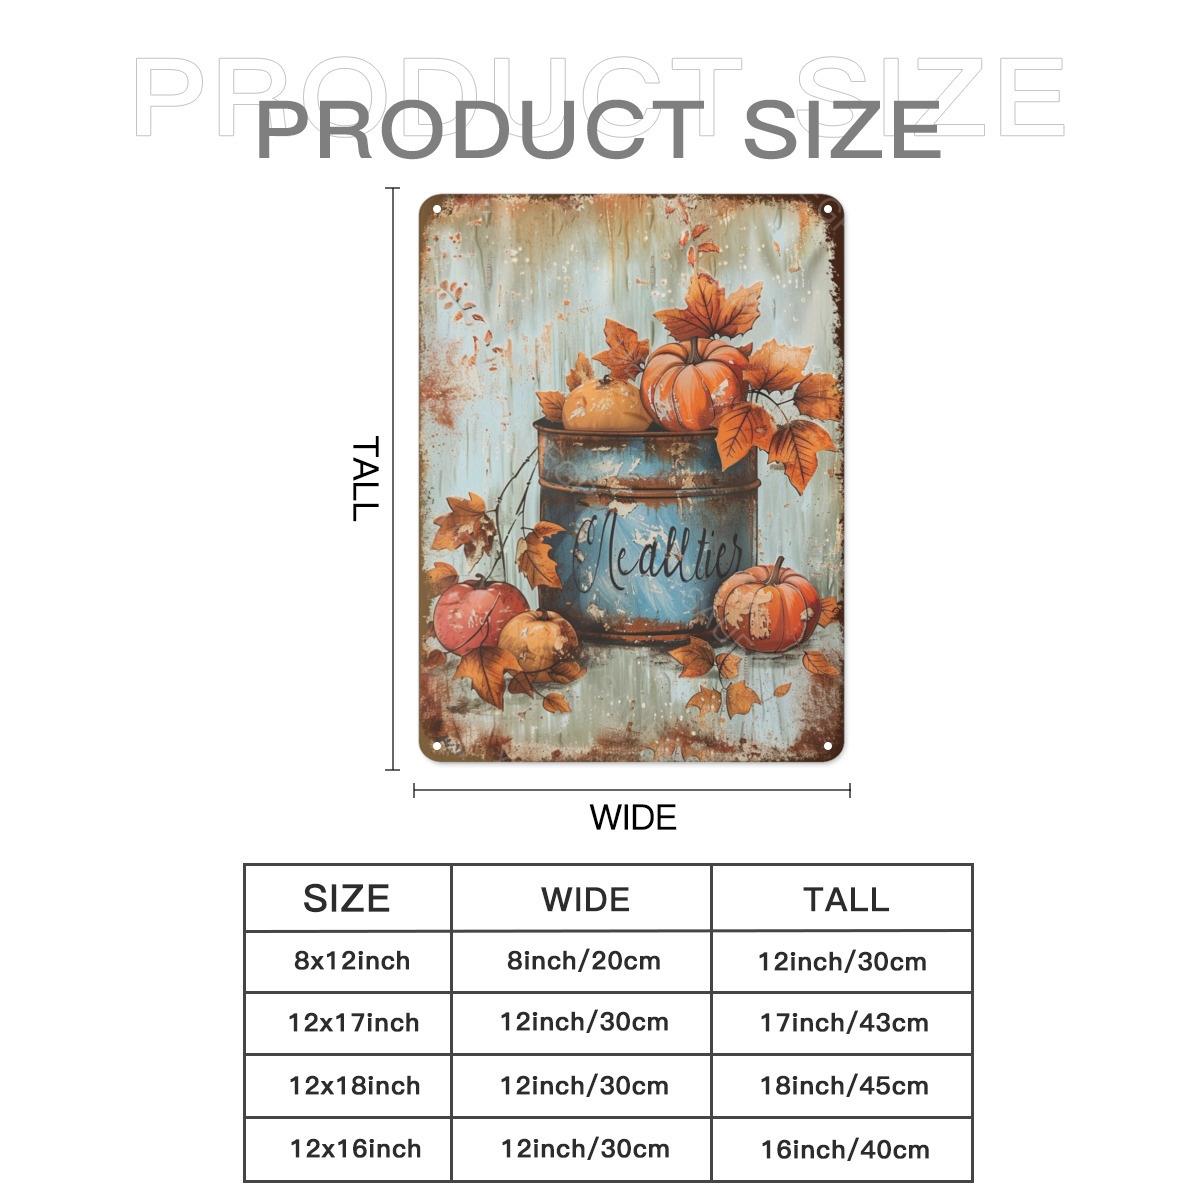 PRODUCT SIZE
PRODUCT SIZE
TALL
Neallties
WIDE
SIZE WIDE TALL
8x12inch 8inch/20cm 12inch/30cm
12x17inch 12inch/30cm 17inch/43cm
12x18inch 12inch/30cm 18inch/45cm
12x16inch 12inch/30cm 16inch/40cm